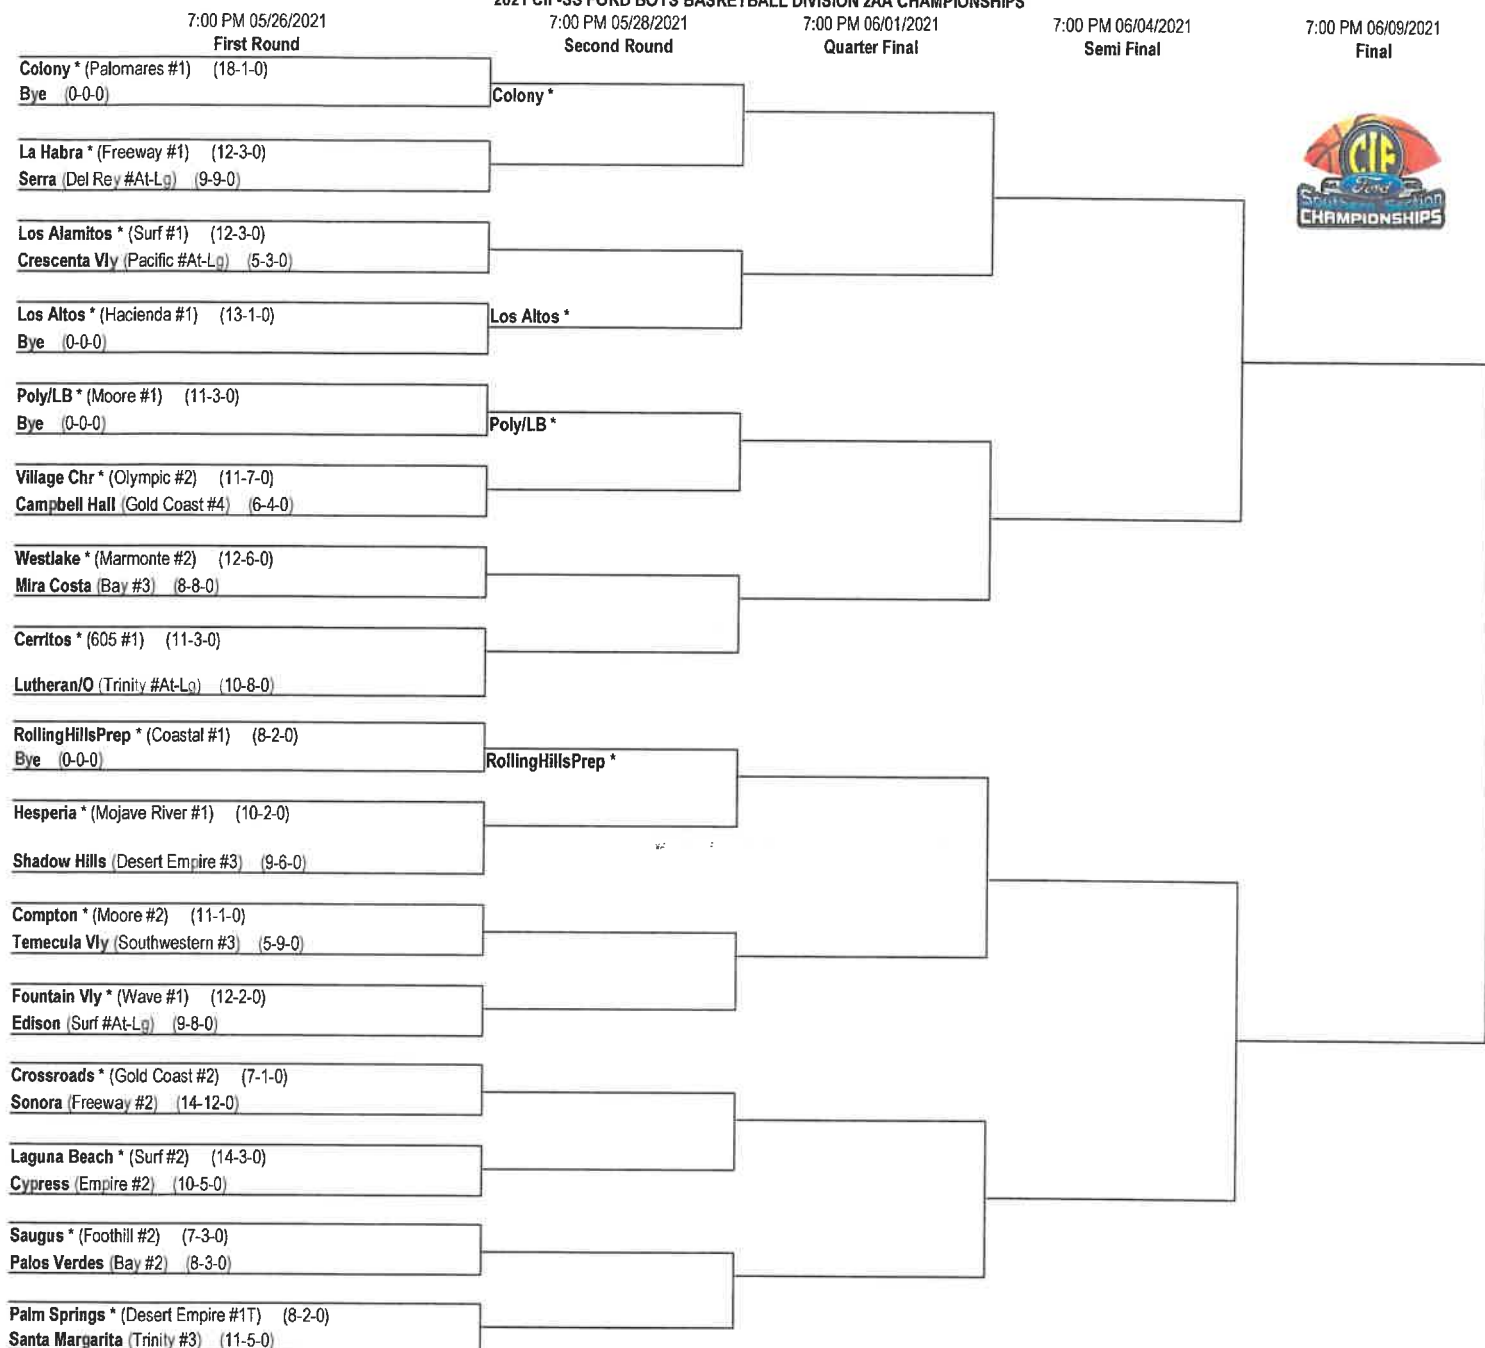 2021 CIF-SS FORD BOYS BASKETBALL DIVISION 2AA CHAMPIONSHIPS
7:00 PM 05/26/2021
First Round
7:00 PM 05/28/2021
Second Round
7:00 PM 06/01/2021
Quarter Final
7:00 PM 06/04/2021
Semi Final
7:00 PM 06/09/2021
Final
CIF
Ford
Southern Section
CHAMPIONSHIPS
Colony * (Palomares #1) (18-1-0)
Bye (0-0-0)
Colony *
La Habra * (Freeway #1) (12-3-0)
Serra (Del Rey #At-Lg) (9-9-0)
Los Alamitos * (Surf #1) (12-3-0)
Crescenta Vly (Pacific #At-Lg) (5-3-0)
Los Altos * (Hacienda #1) (13-1-0)
Bye (0-0-0)
Los Altos *
Poly/LB * (Moore #1) (11-3-0)
Bye (0-0-0)
Poly/LB *
Village Chr * (Olympic #2) (11-7-0)
Campbell Hall (Gold Coast #4) (6-4-0)
Westlake * (Marmonte #2) (12-6-0)
Mira Costa (Bay #3) (8-8-0)
Cerritos * (605 #1) (11-3-0)
Lutheran/O (Trinity #At-Lg) (10-8-0)
RollingHillsPrep * (Coastal #1) (8-2-0)
Bye (0-0-0)
RollingHillsPrep *
Hesperia * (Mojave River #1) (10-2-0)
Shadow Hills (Desert Empire #3) (9-6-0)
Compton * (Moore #2) (11-1-0)
Temecula Vly (Southwestern #3) (5-9-0)
Fountain Vly * (Wave #1) (12-2-0)
Edison (Surf #At-Lg) (9-8-0)
Crossroads * (Gold Coast #2) (7-1-0)
Sonora (Freeway #2) (14-12-0)
Laguna Beach * (Surf #2) (14-3-0)
Cypress (Empire #2) (10-5-0)
Saugus * (Foothill #2) (7-3-0)
Palos Verdes (Bay #2) (8-3-0)
Palm Springs * (Desert Empire #1T) (8-2-0)
Santa Margarita (Trinity #3) (11-5-0)